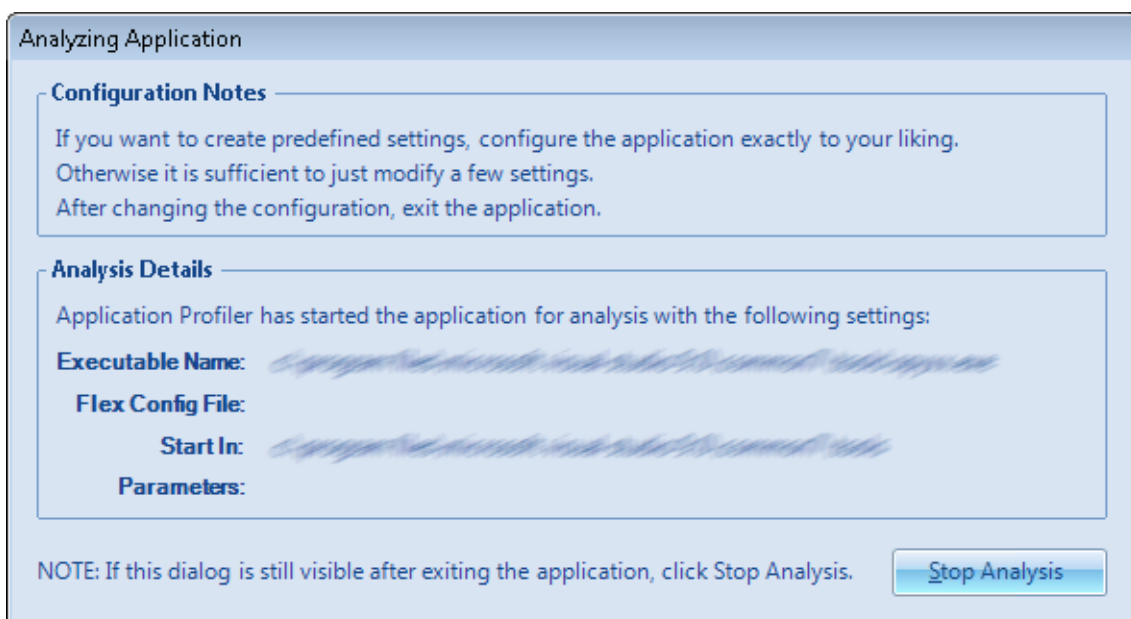 Analyzing Application
Configuration Notes
If you want to create predefined settings, configure the application exactly to your liking.
Otherwise it is sufficient to just modify a few settings.
After changing the configuration, exit the application.
Analysis Details
Application Profiler has started the application for analysis with the following settings:
Executable Name:
Flex Config File:
Start In:
Parameters:
NOTE: If this dialog is still visible after exiting the application, click Stop Analysis.
Stop Analysis